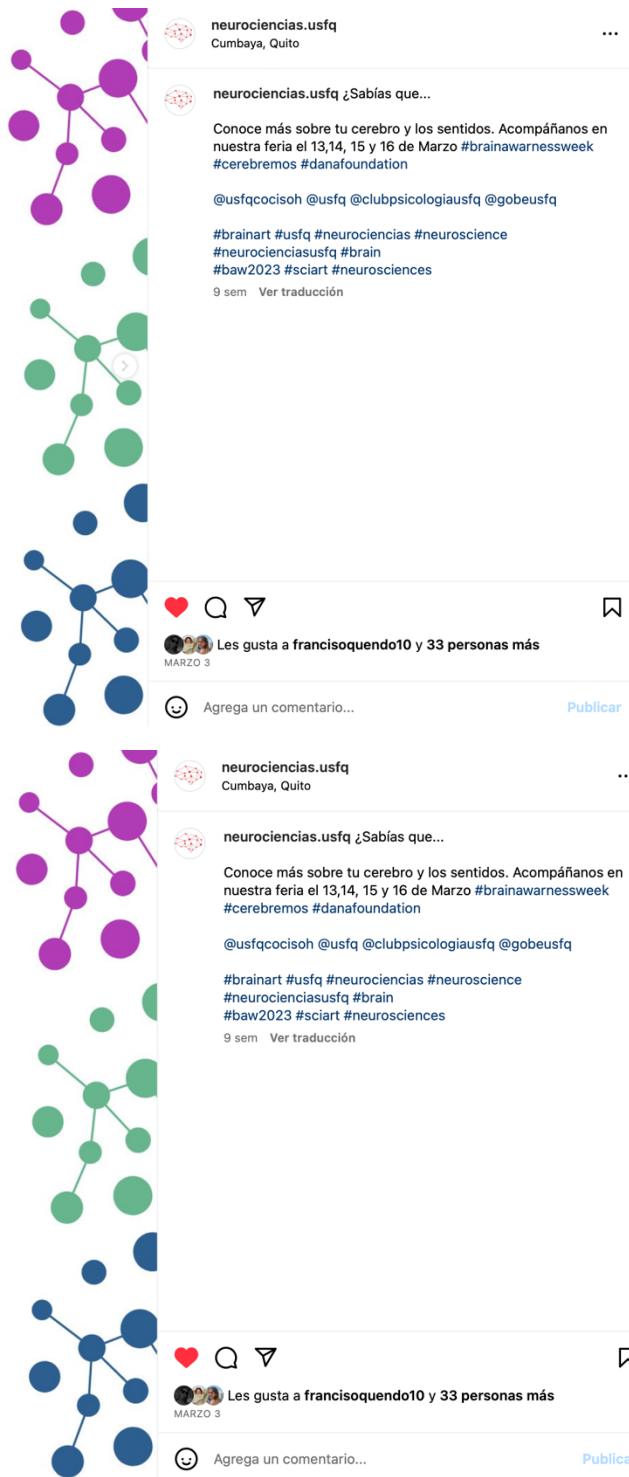 neurociencias.usfq
Cumbaya, Quito
neurociencias.usfq ¿Sabías que...
Conoce más sobre tu cerebro y los sentidos. Acompáñanos en
nuestra feria el 13,14, 15 y 16 de Marzo #brainawarnessweek
#cerebremos #danafoundation
@usfqcocisoh @usfq @clubpsicologiausfq @gobeusfq
#brainart #usfq #neurociencias #neuroscience
#neurocienciasusfq #brain
#baw2023 #sciart #neurosciences
9 sem Ver traducción
Les gusta a francisoquendo10 y 33 personas más
MARZO 3
Agrega un comentario... Publicar
neurociencias.usfq
Cumbaya, Quito
neurociencias.usfq ¿Sabías que...
Conoce más sobre tu cerebro y los sentidos. Acompáñanos en
nuestra feria el 13,14, 15 y 16 de Marzo #brainawarnessweek
#cerebremos #danafoundation
@usfqcocisoh @usfq @clubpsicologiausfq @gobeusfq
#brainart #usfq #neurociencias #neuroscience
#neurocienciasusfq #brain
#baw2023 #sciart #neurosciences
9 sem Ver traducción
Les gusta a francisoquendo10 y 33 personas más
MARZO 3
Agrega un comentario... Publica